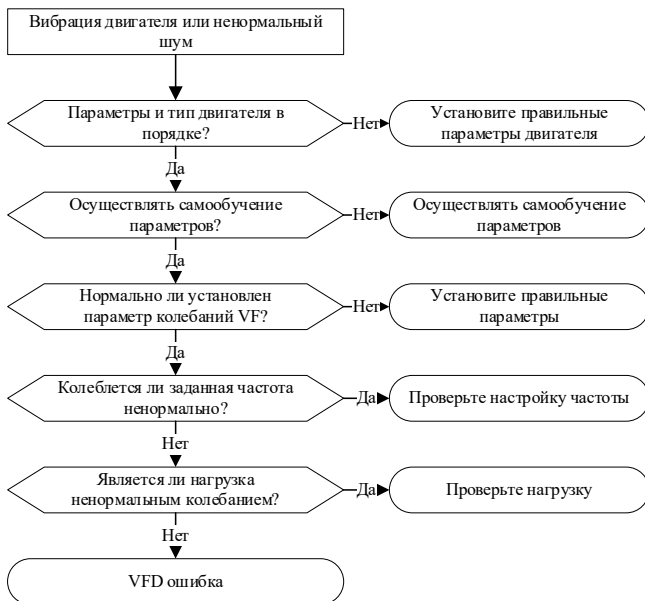 Вибрация двигателя или ненормальный
шум
Параметры и тип двигателя в
порядке?
Нет
Установите правильные
параметры двигателя
Да
Осуществлять самообучение
параметров?
Нет
Осуществлять самообучение
параметров
Да
Нормально ли установлен
параметр колебаний VF?
Нет
Установите правильные
параметры
Да
Колеблется ли заданная частота
ненормально?
Да
Проверьте настройку частоты
Нет
Является ли нагрузка
ненормальным колебанием?
Да
Проверьте нагрузку
Нет
VFD ошибка